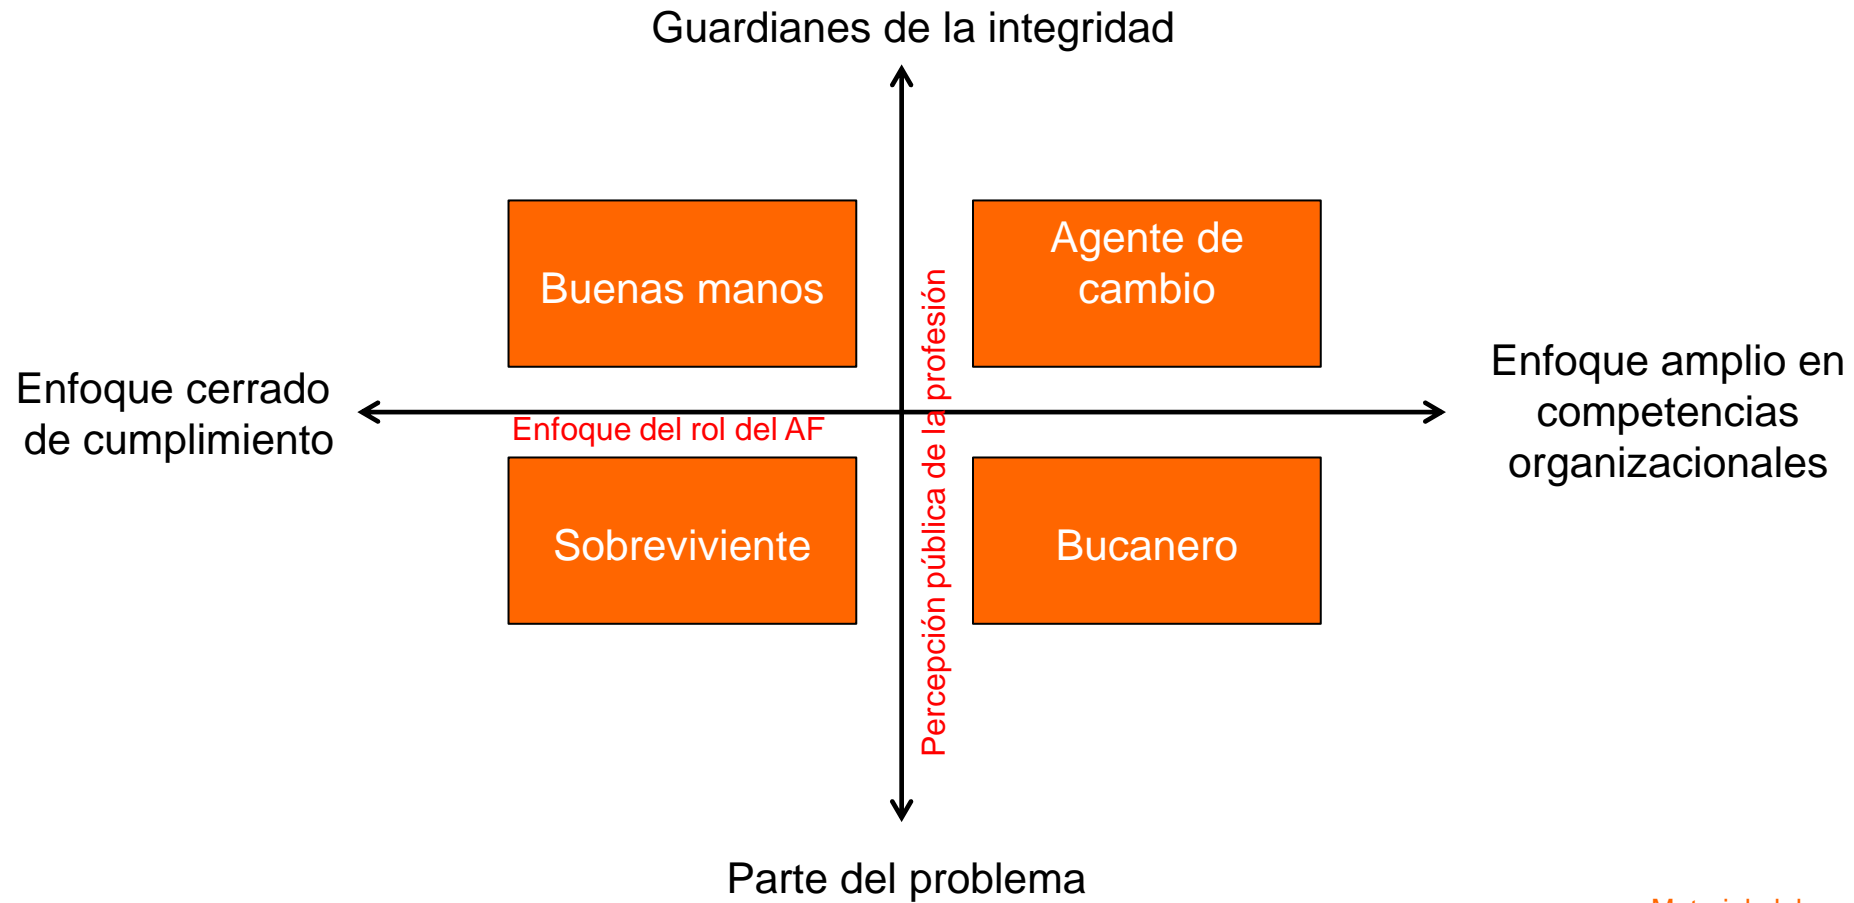 Guardianes de la integridad
Buenas manos
Agente de
cambio
Enfoque cerrado
de cumplimiento
Enfoque amplio en
competencias
organizacionales
Enfoque del rol del AF
Percepción pública de la profesión
Sobreviviente
Bucanero
Parte del problema